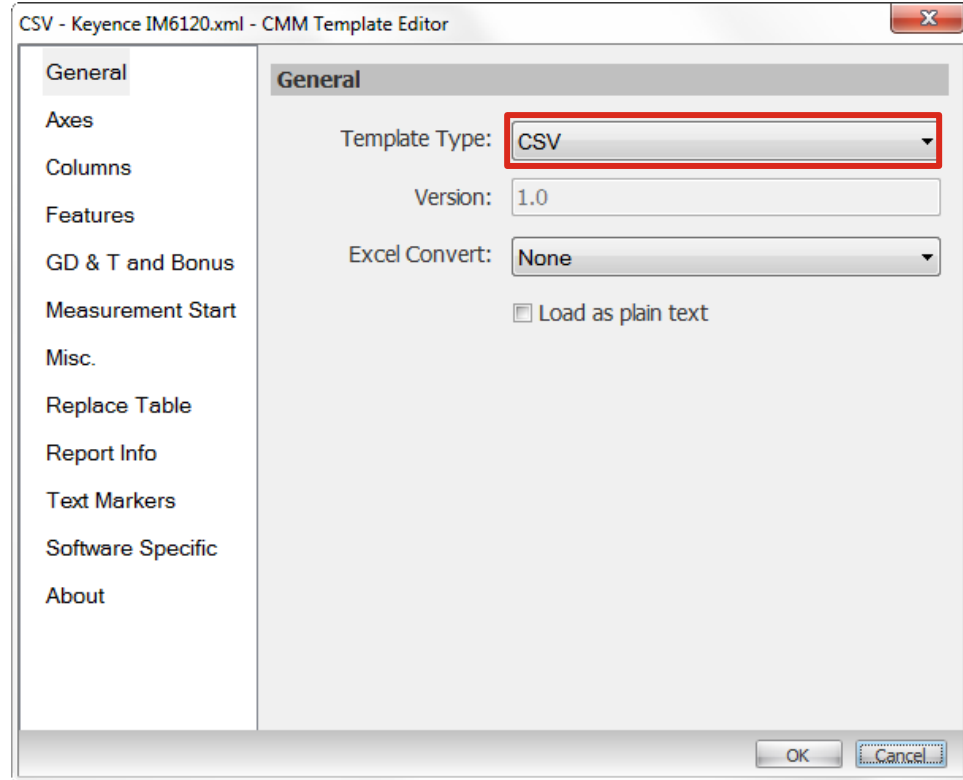 CSV - Keyence IM6120.xml - CMM Template Editor
General
Axes
Columns
Features
GD & T and Bonus
Measurement Start
Misc.
Replace Table
Report Info
Text Markers
Software Specific
About
General
Template Type: CSV
Version: 1.0
Excel Convert: None
Load as plain text
OK Cancel